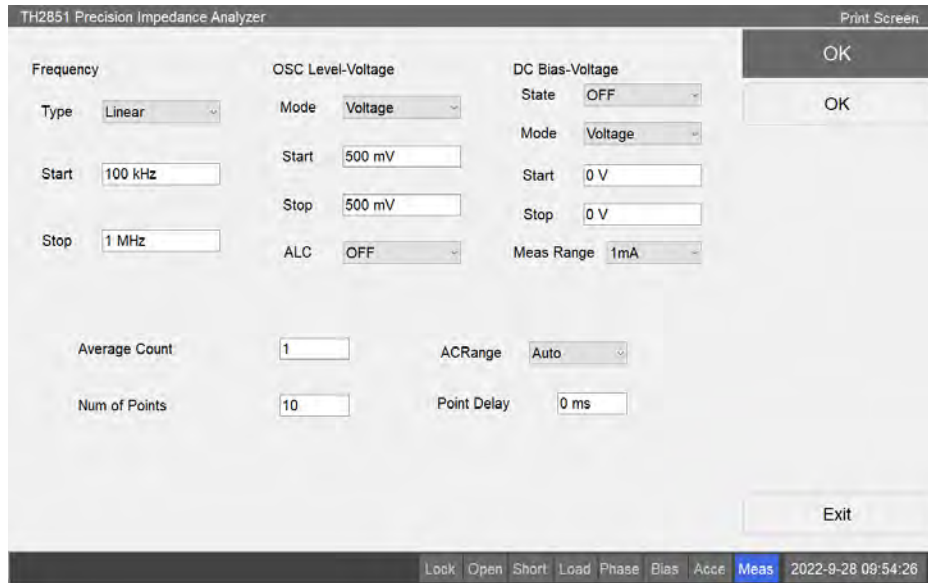 TH2851 Precision Impedance Analyzer
Print Screen
OK
OK
Exit
Frequency
Type Linear
Start 100 kHz
Stop 1 MHz
OSC Level-Voltage
Mode Voltage
Start 500 mV
Stop 500 mV
ALC OFF
DC Bias-Voltage
State OFF
Mode Voltage
Start 0 V
Stop 0 V
Meas Range 1mA
Average Count 1
ACRange Auto
Num of Points 10
Point Delay 0 ms
Lock Open Short Load Phase Bias Acce Meas 2022-9-28 09:54:26